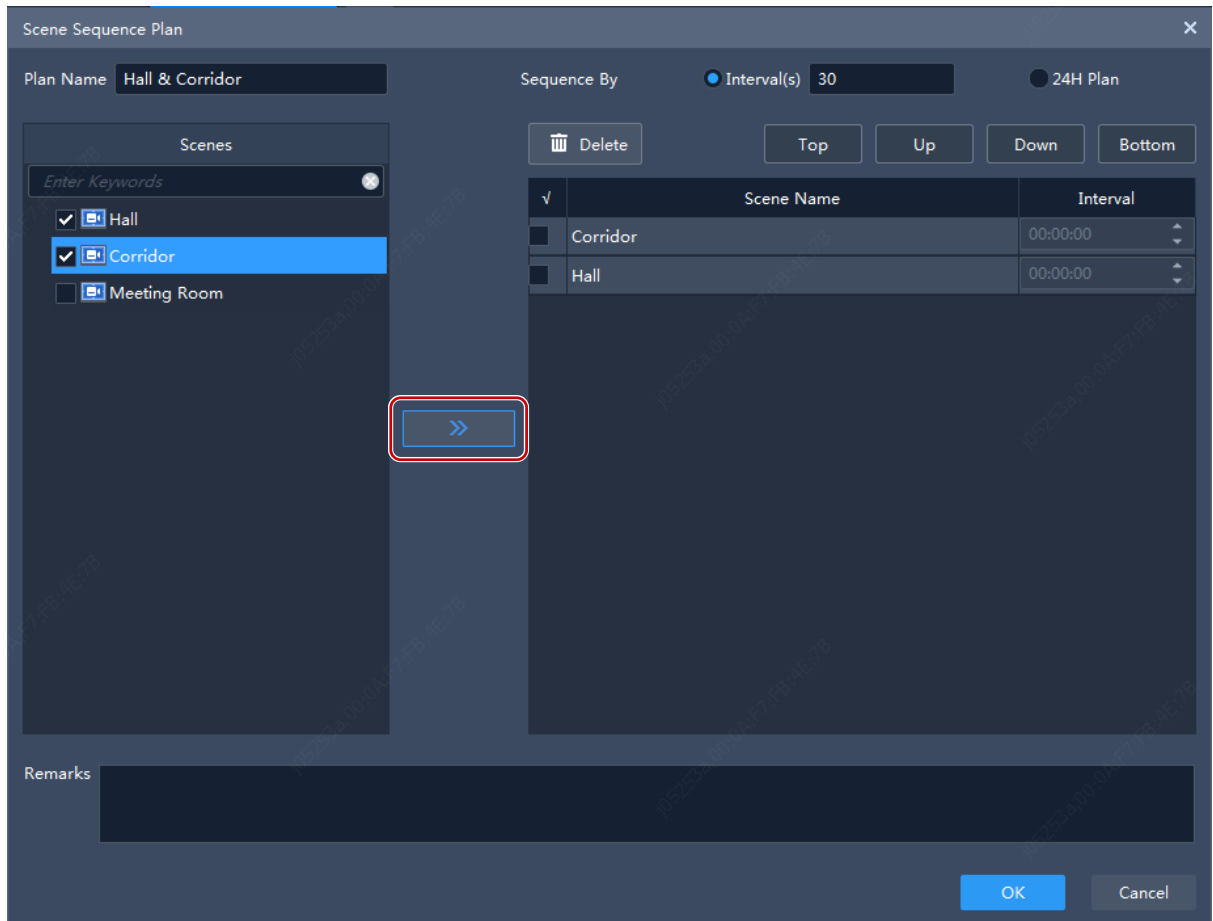 Scene Sequence Plan
Plan Name Hall & Corridor Sequence By Interval(s) 30 24H Plan
Scenes
Enter Keywords
Hall
Corridor
Meeting Room
>>
Delete Top Up Down Bottom
√ Scene Name Interval
Corridor 00:00:00
Hall 00:00:00
Remarks
OK Cancel